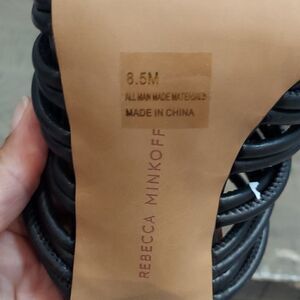 8.5M
ALL MAN MADE MATERIALS
MADE IN CHINA
REBECCA MINKOFF